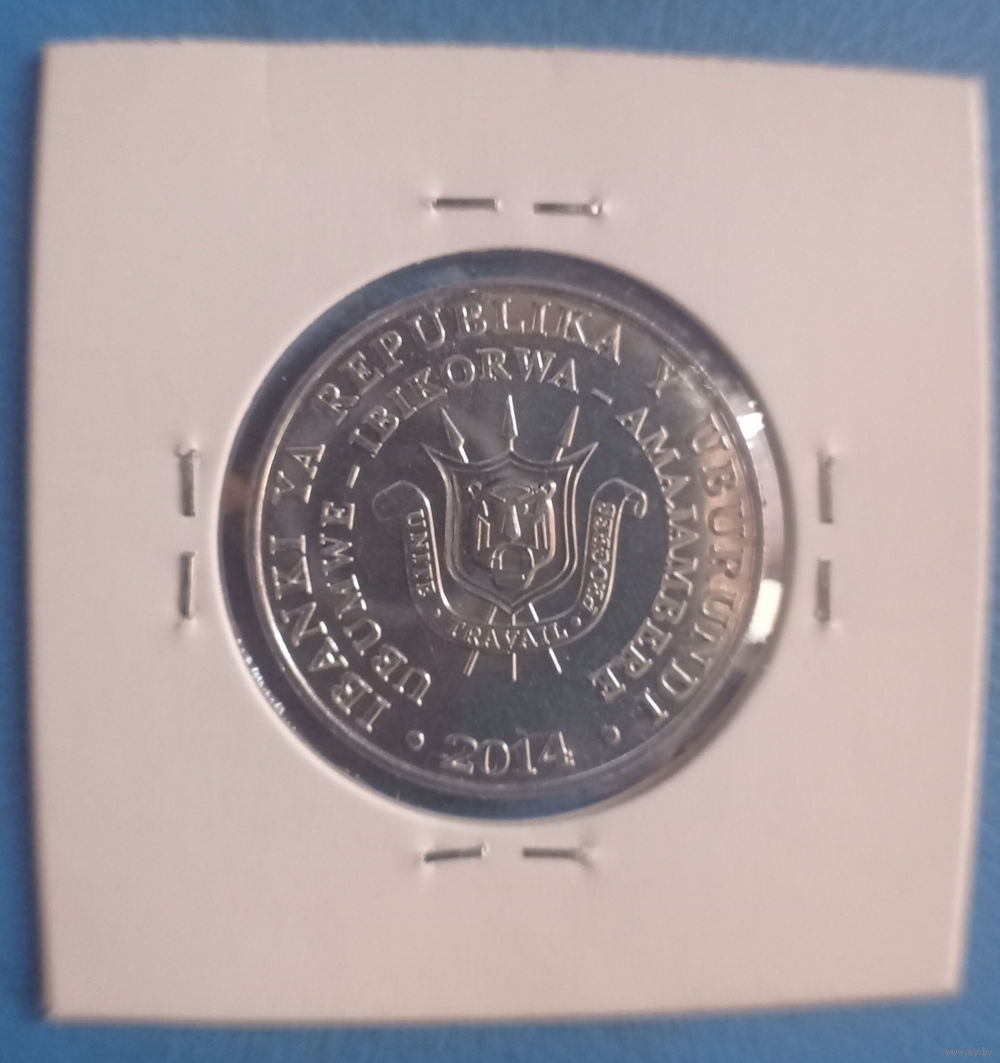 IBANKI YA REPUBLIKA Y'UBURUNDI
UBUMWE - IBIKORWA - AMAJAMBERE
UNITE · TRAVAIL · PROGRES
2014